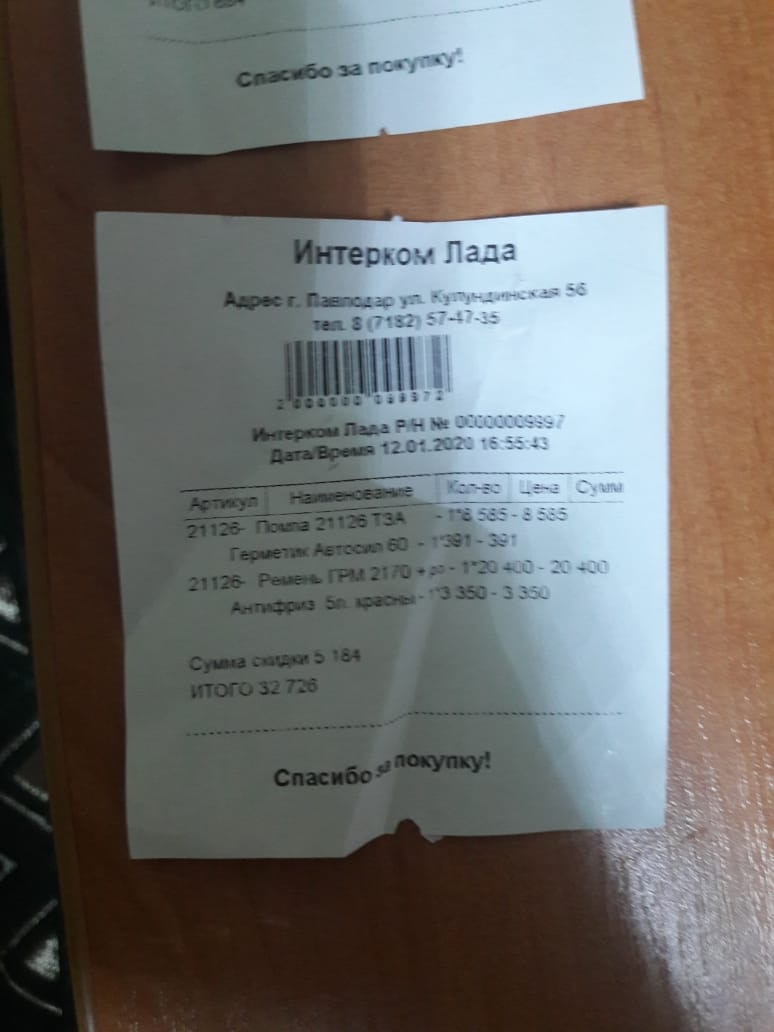 Спасибо за покупку!
Интерком Лада
Адрес г. Павлодар ул. Кулундинская 56
тел. 8 (7182) 57-47-35
2 000000 099972
Интерком Лада Р/Н № 00000009997
Дата/Время 12.01.2020 16:55:43
Артикул Наименование Кол-во Цена Сумм
21126- Помпа 21126 ТЗА - 1*8 585 - 8 585
Герметик Автосил 60 - 1*391 - 391
21126- Ремень ГРМ 2170 + ро - 1*20 400 - 20 400
Антифриз 5л. красны - 1*3 350 - 3 350
Сумма скидки 5 184
ИТОГО 32 726
Спасибо за покупку!